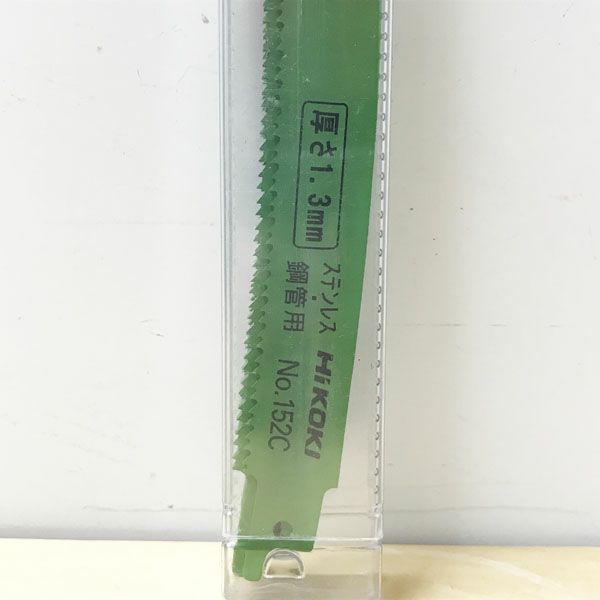 厚さ1.3mm
ステンレス・
鋼管用
HiKOKI
No.152C